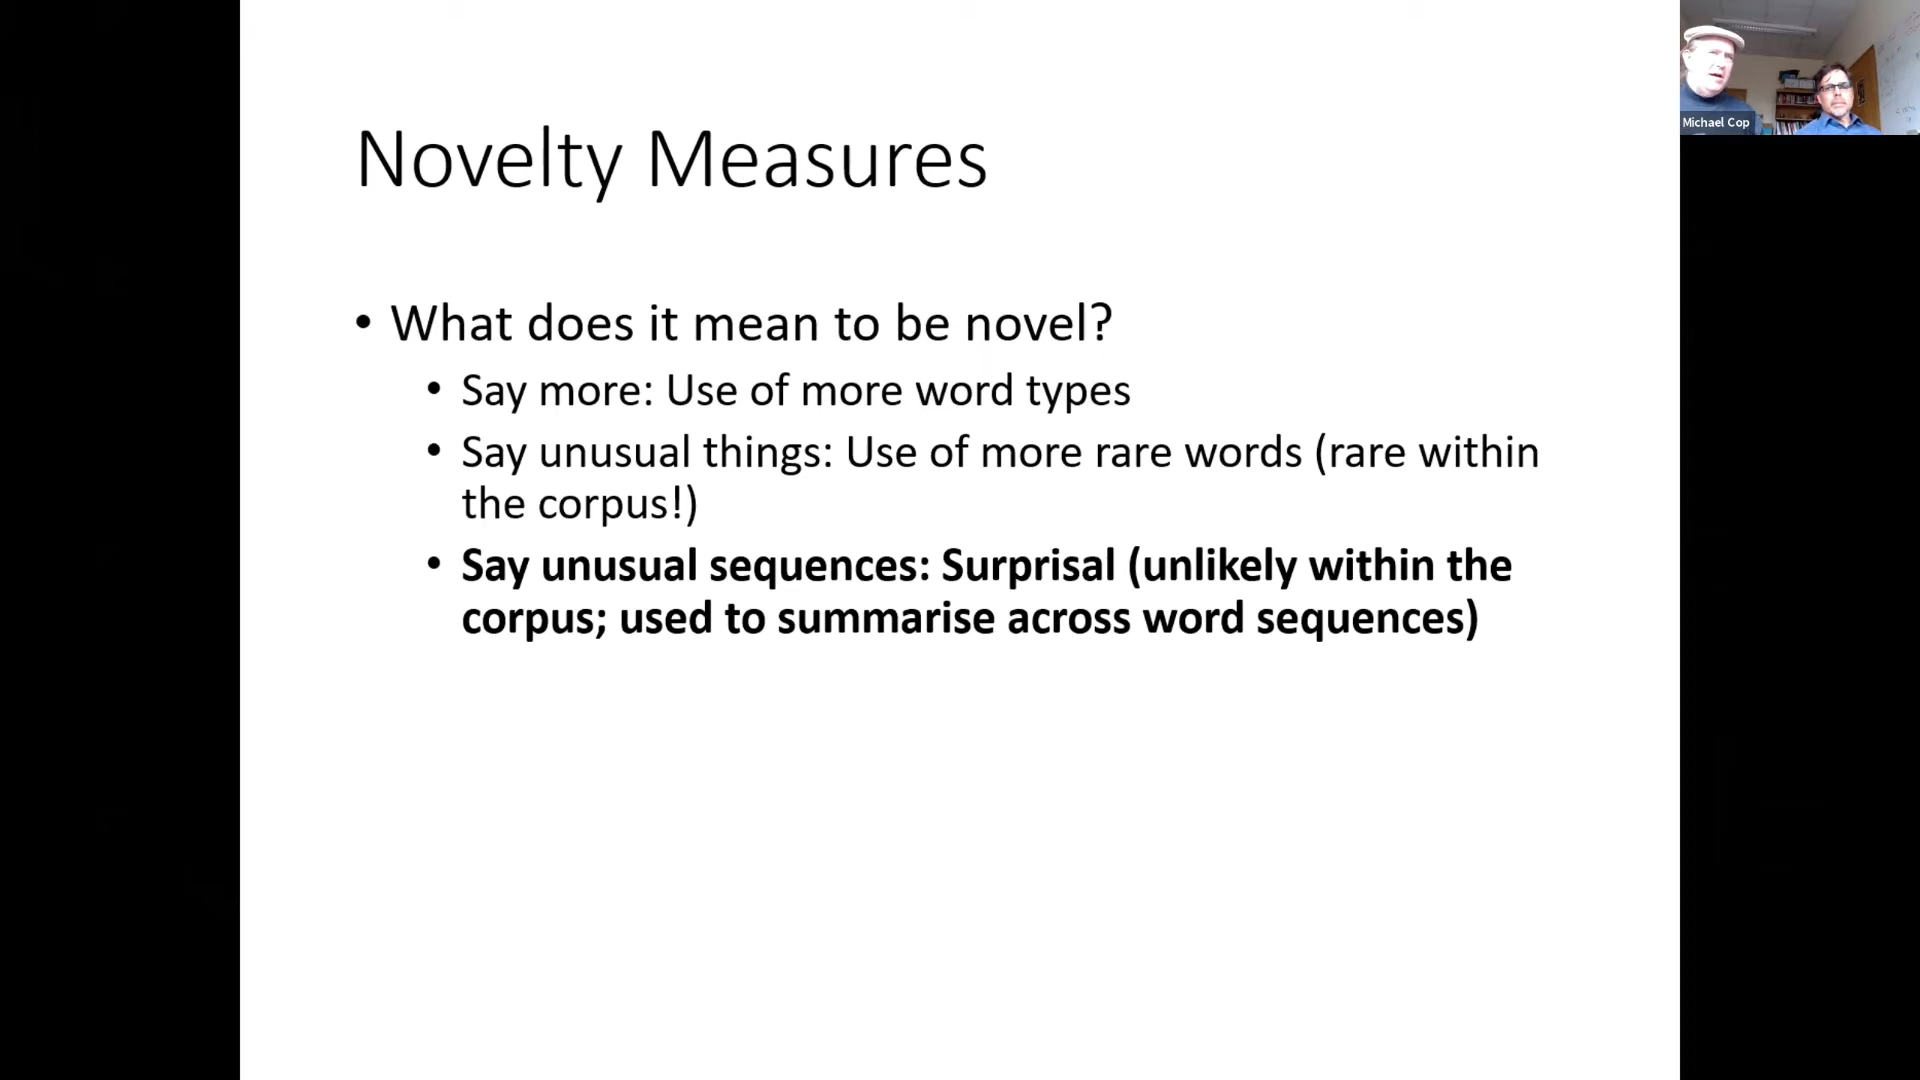 Novelty Measures
Michael Cop
• What does it mean to be novel?
• Say more: Use of more word types
• Say unusual things: Use of more rare words (rare within
the corpus!)
• Say unusual sequences: Surprisal (unlikely within the
corpus; used to summarise across word sequences)